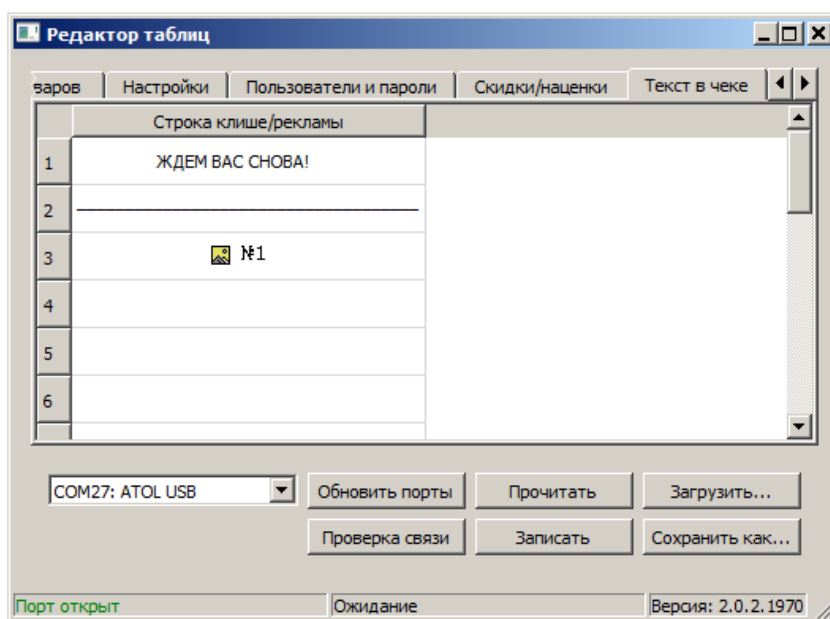 Редактор таблиц
варов Настройки Пользователи и пароли Скидки/наценки Текст в чеке
Строка клише/рекламы
1 ЖДЕМ ВАС СНОВА!
2
3 №1
4
5
6
COM27: ATOL USB Обновить порты Прочитать Загрузить...
Проверка связи Записать Сохранить как...
Порт открыт Ожидание Версия: 2.0.2.1970